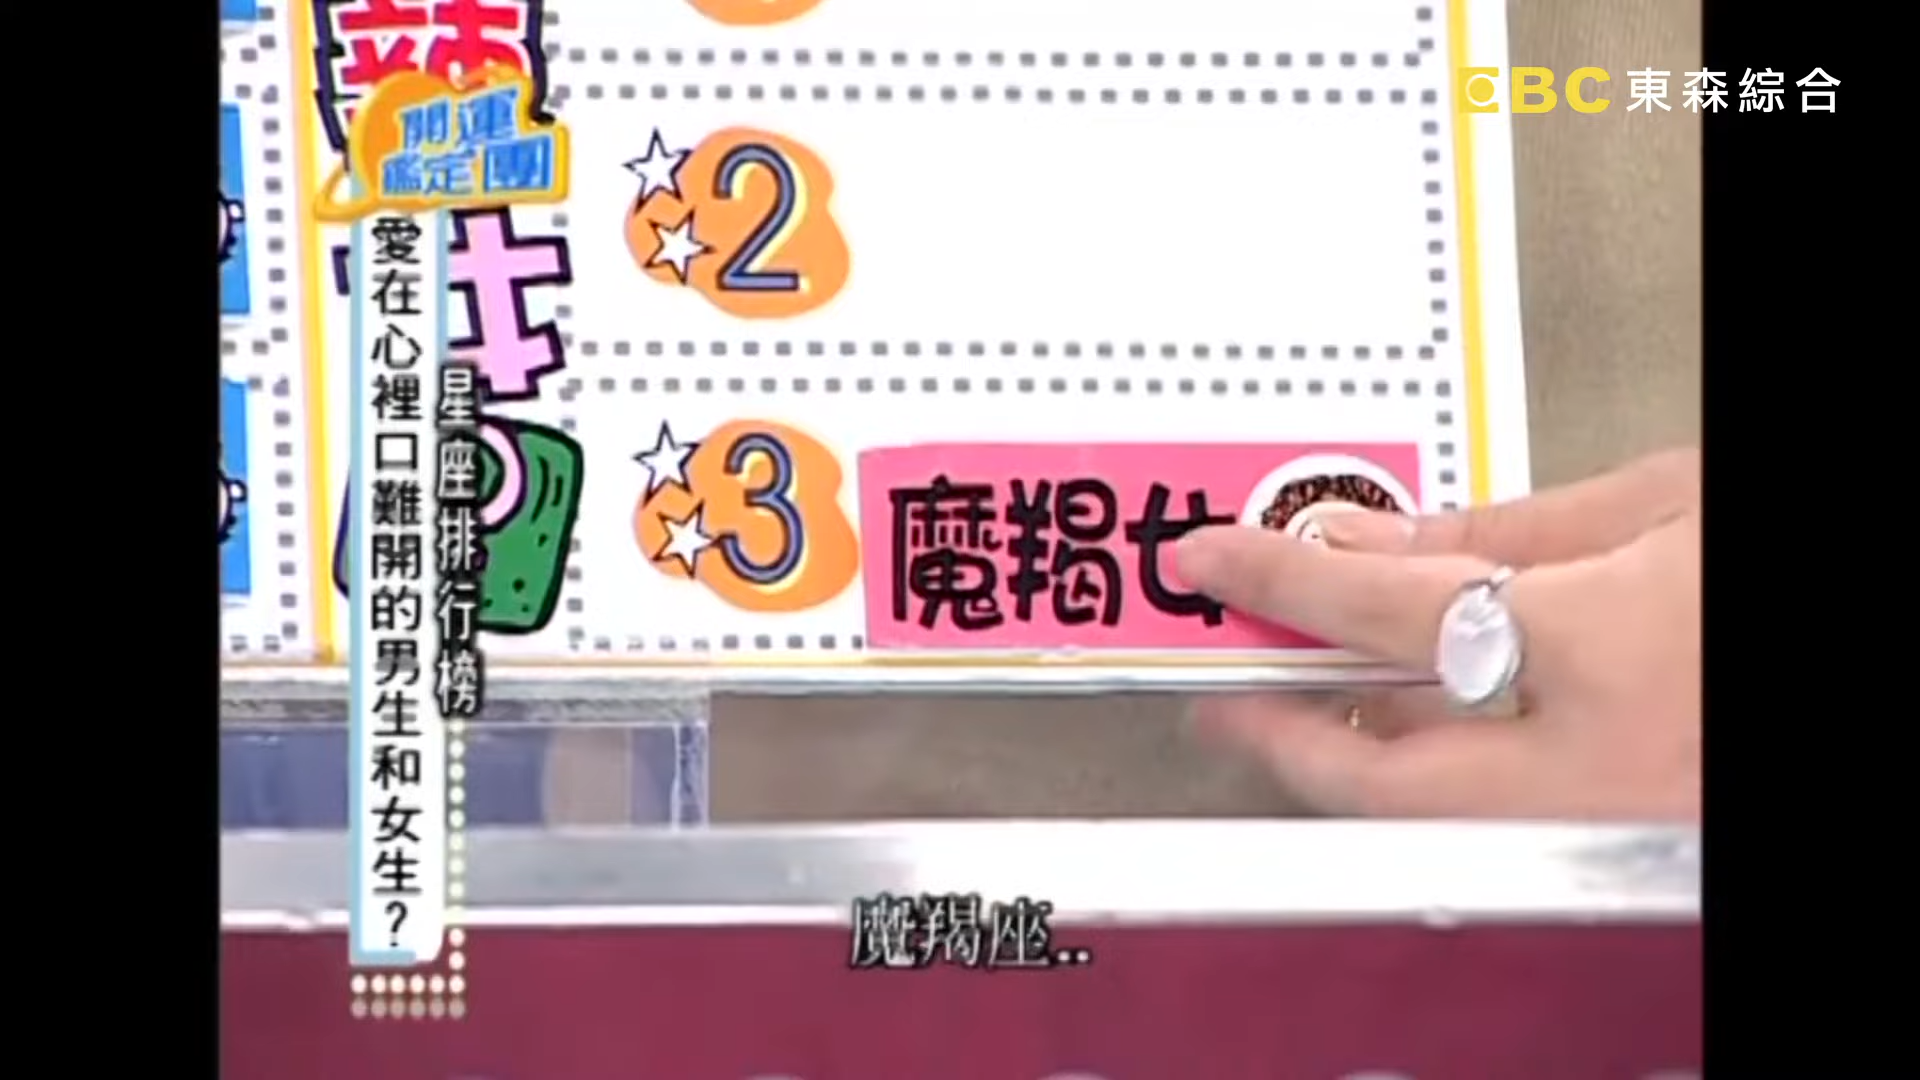 EBC 東森綜合
開運
鑑定團
辣
2
3
魔羯女
星座排行榜
愛在心裡口難開的男生和女生？
魔羯座..